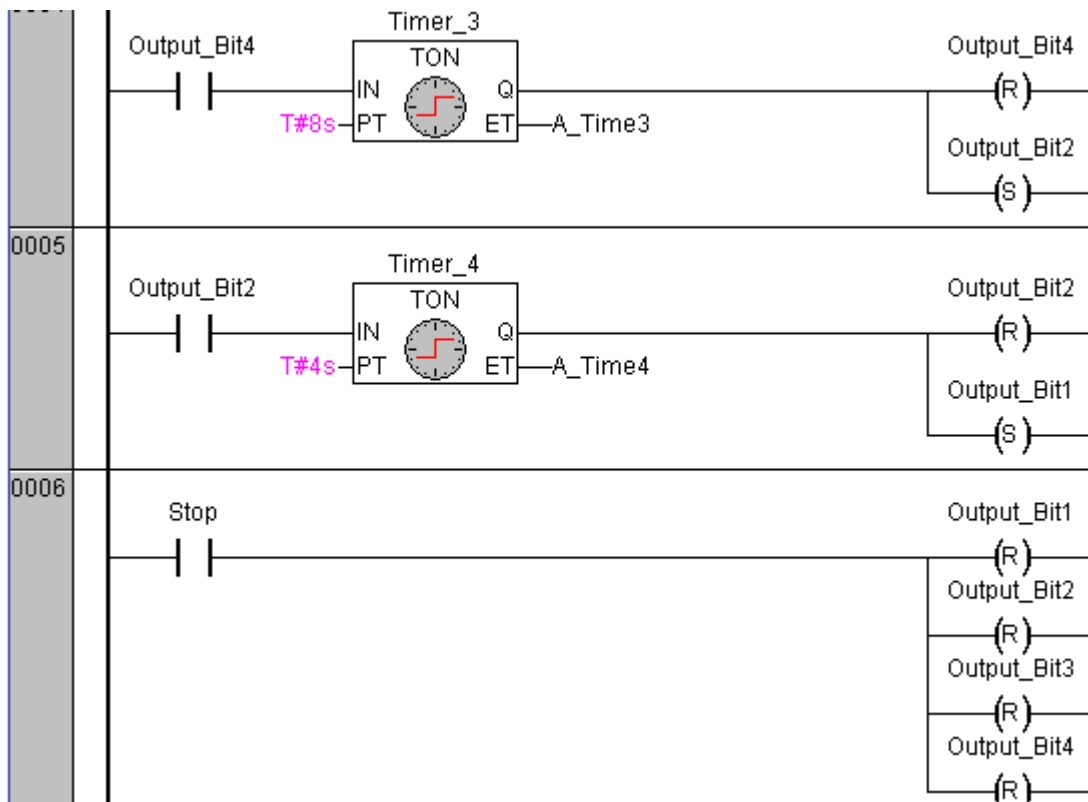 Timer_3
Output_Bit4
TON
Output_Bit4
IN
Q
(R)
T#8s
PT
ET
A_Time3
Output_Bit2
(S)
0005
Timer_4
Output_Bit2
TON
Output_Bit2
IN
Q
(R)
T#4s
PT
ET
A_Time4
Output_Bit1
(S)
0006
Stop
Output_Bit1
(R)
Output_Bit2
(R)
Output_Bit3
(R)
Output_Bit4
(R)